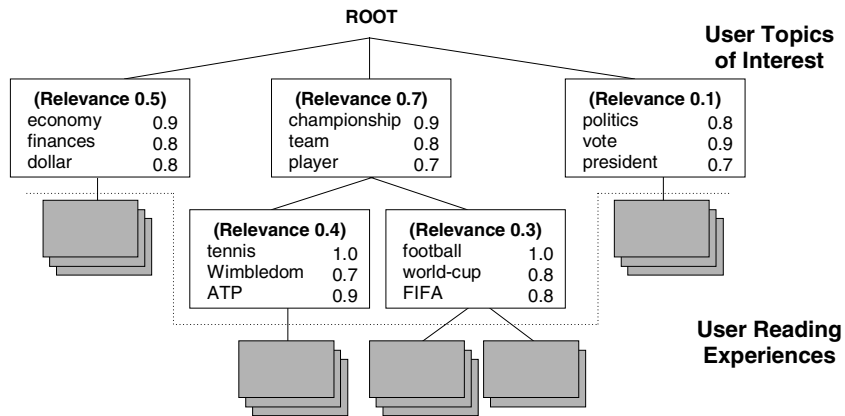 ROOT
User Topics
of Interest
(Relevance 0.5)
economy 0.9
finances 0.8
dollar 0.8
(Relevance 0.7)
championship 0.9
team 0.8
player 0.7
(Relevance 0.1)
politics 0.8
vote 0.9
president 0.7
(Relevance 0.4)
tennis 1.0
Wimbledom 0.7
ATP 0.9
(Relevance 0.3)
football 1.0
world-cup 0.8
FIFA 0.8
User Reading
Experiences